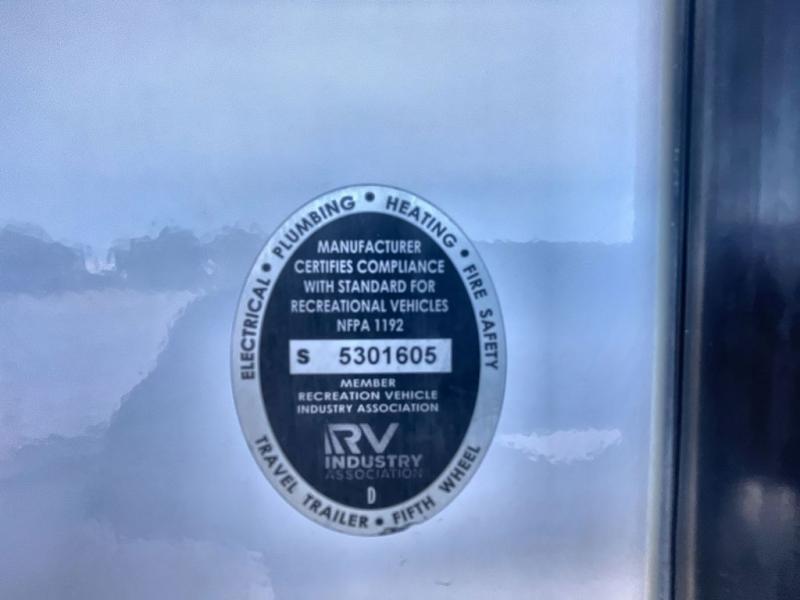 ELECTRICAL • PLUMBING • HEATING • FIRE SAFETY
MANUFACTURER
CERTIFIES COMPLIANCE
WITH STANDARD FOR
RECREATIONAL VEHICLES
NFPA 1192
S 5301605
MEMBER
RECREATION VEHICLE
INDUSTRY ASSOCIATION
RV
INDUSTRY
ASSOCIATION
D
TRAVEL TRAILER • FIFTH WHEEL